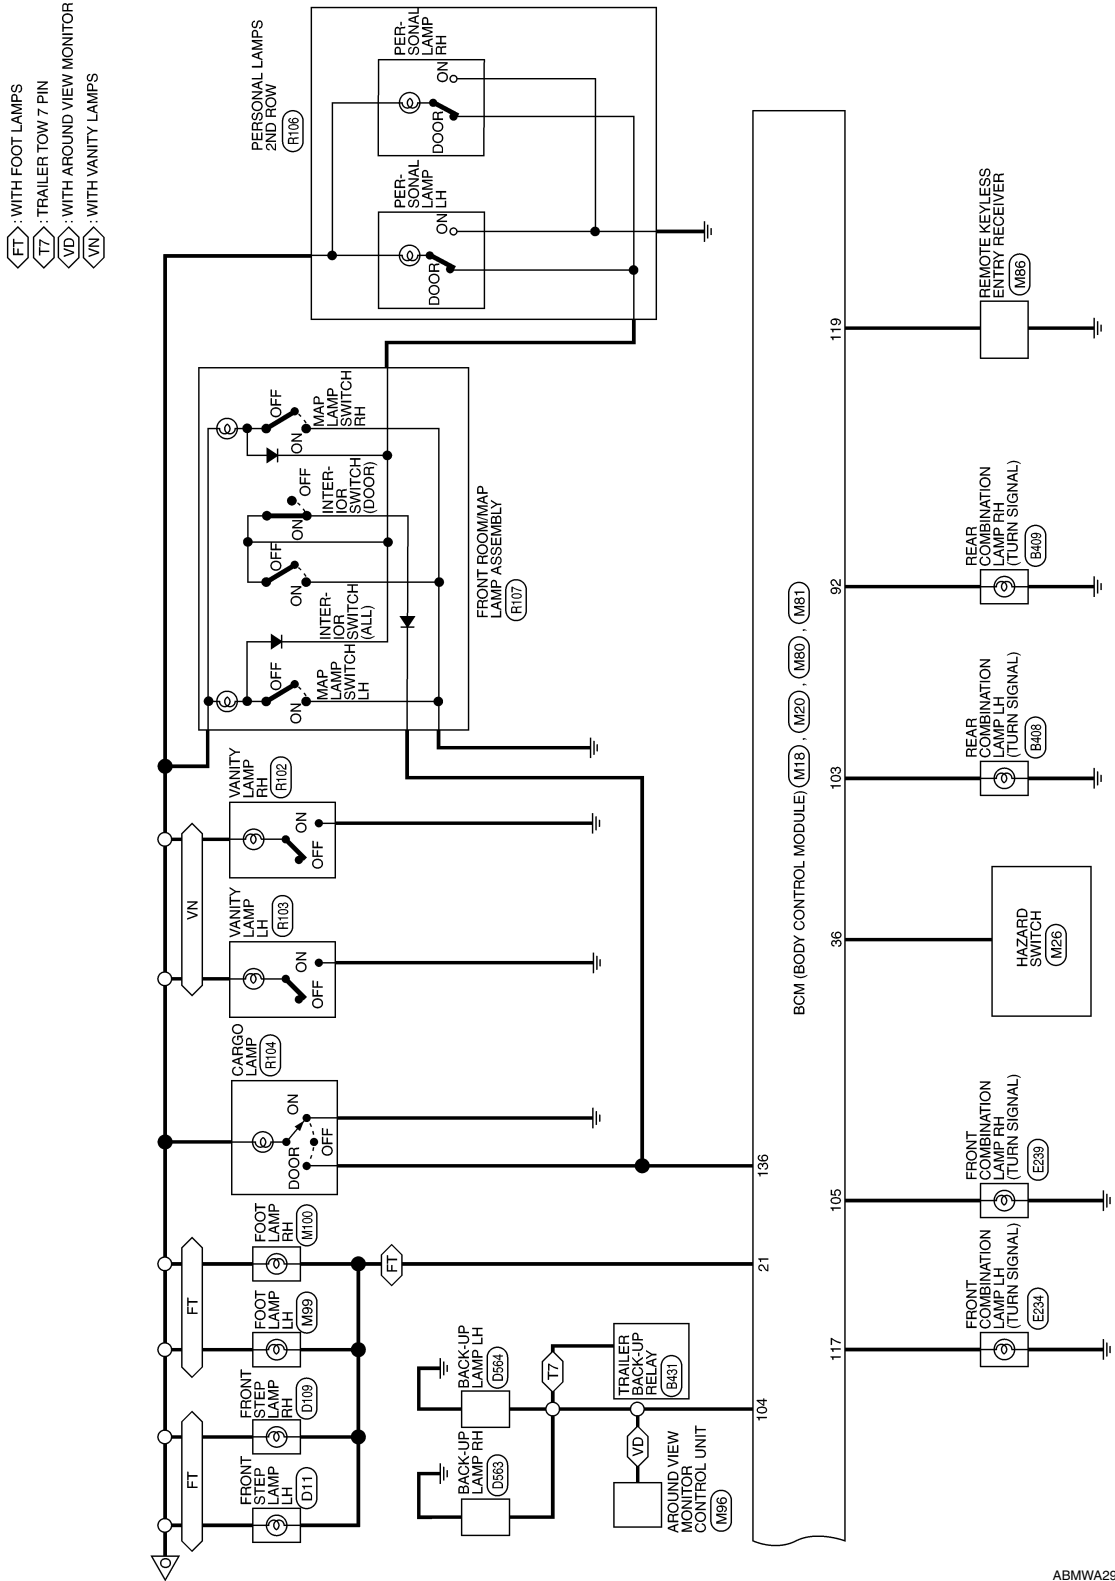 FT : WITH FOOT LAMPS
T7 : TRAILER TOW 7 PIN
VD : WITH AROUND VIEW MONITOR
VN : WITH VANITY LAMPS
O
FT
FRONT
STEP
LAMP
LH
D11
FRONT
STEP
LAMP
RH
D109
FT
FOOT
LAMP
LH
M99
FOOT
LAMP
RH
M100
FT
CARGO
LAMP
R104
DOOR
OFF
ON
VN
VANITY
LAMP
LH
R103
OFF
ON
VANITY
LAMP
RH
R102
OFF
ON
ON
OFF
MAP
LAMP
SWITCH
LH
INTER-
IOR
SWITCH
(ALL)
ON
OFF
ON
OFF
INTER-
IOR
SWITCH
(DOOR)
ON
OFF
MAP
LAMP
SWITCH
RH
FRONT ROOM/MAP
LAMP ASSEMBLY
R107
PERSONAL LAMPS
2ND ROW
R106
PER-
SONAL
LAMP
LH
DOOR
ON
PER-
SONAL
LAMP
RH
DOOR
ON
BACK-UP
LAMP RH
D563
BACK-UP
LAMP LH
D564
T7
TRAILER
BACK-UP
RELAY
B431
VD
AROUND VIEW
MONITOR
CONTROL UNIT
M96
104
21
136
BCM (BODY CONTROL MODULE) M18 , M20 , M80 , M81
117
105
36
103
92
119
FRONT
COMBINATION
LAMP LH
(TURN SIGNAL)
E234
FRONT
COMBINATION
LAMP RH
(TURN SIGNAL)
E239
HAZARD
SWITCH
M26
REAR
COMBINATION
LAMP LH
(TURN SIGNAL)
B408
REAR
COMBINATION
LAMP RH
(TURN SIGNAL)
B409
REMOTE KEYLESS
ENTRY RECEIVER
M86